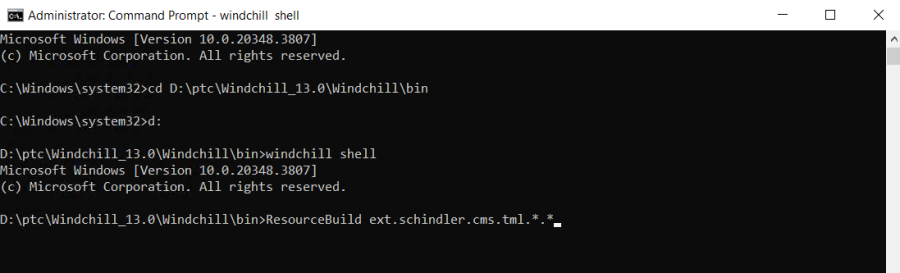 Administrator: Command Prompt - windchill shell
Microsoft Windows [Version 10.0.20348.3807]
(c) Microsoft Corporation. All rights reserved.
C:\Windows\system32>cd D:\ptc\Windchill_13.0\Windchill\bin
C:\Windows\system32>d:
D:\ptc\Windchill_13.0\Windchill\bin>windchill shell
Microsoft Windows [Version 10.0.20348.3807]
(c) Microsoft Corporation. All rights reserved.
D:\ptc\Windchill_13.0\Windchill\bin>ResourceBuild ext.schindler.cms.tml.*.*